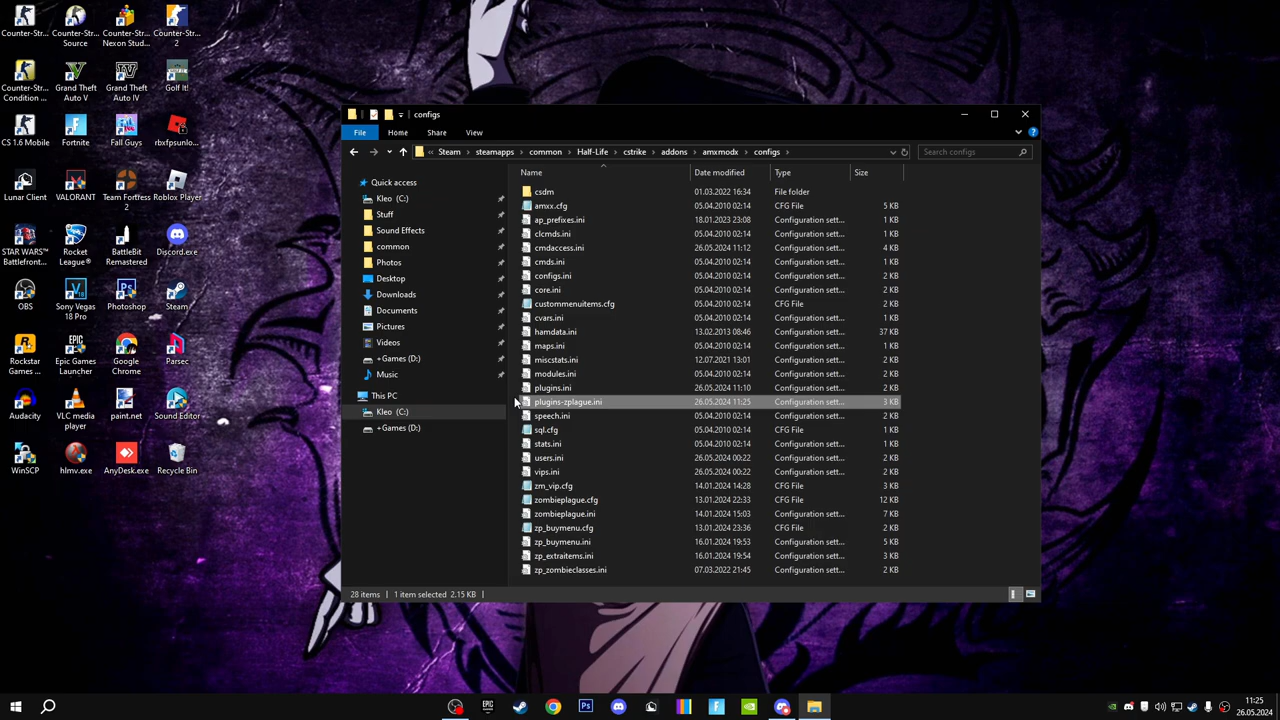 Counter-Str...
Counter-Str... Source
Counter-Str... Nexon Stud...
Counter-Str... 2
Counter-Str... Condition ...
Grand Theft Auto V
Grand Theft Auto IV
Golf It!
CS 1.6 Mobile
Fortnite
Fall Guys
rbxfpsunlo...
Lunar Client
VALORANT
Team Fortress 2
Roblox Player
STAR WARS™ Battlefront...
Rocket League®
BattleBit Remastered
Discord.exe
OBS
Sony Vegas 18 Pro
Photoshop
Steam
Rockstar Games ...
Epic Games Launcher
Google Chrome
Parsec
Audacity
VLC media player
paint.net
Sound Editor
WinSCP
hlmv.exe
AnyDesk.exe
Recycle Bin
configs
File Home Share View
« Steam › steamapps › common › Half-Life › cstrike › addons › amxmodx › configs ›
Search configs
Quick access
Kleo (C:)
Stuff
Sound Effects
common
Photos
Desktop
Downloads
Documents
Pictures
Videos
+Games (D:)
Music
This PC
Kleo (C:)
+Games (D:)
Name Date modified Type Size
csdm 01.03.2022 16:34 File folder
amxx.cfg 05.04.2010 02:14 CFG File 5 KB
ap_prefixes.ini 18.01.2023 23:08 Configuration sett... 1 KB
clcmds.ini 05.04.2010 02:14 Configuration sett... 1 KB
cmdaccess.ini 26.05.2024 11:12 Configuration sett... 4 KB
cmds.ini 05.04.2010 02:14 Configuration sett... 1 KB
configs.ini 05.04.2010 02:14 Configuration sett... 2 KB
core.ini 05.04.2010 02:14 Configuration sett... 2 KB
custommenuitems.cfg 05.04.2010 02:14 CFG File 2 KB
cvars.ini 05.04.2010 02:14 Configuration sett... 1 KB
hamdata.ini 13.02.2013 08:46 Configuration sett... 37 KB
maps.ini 05.04.2010 02:14 Configuration sett... 2 KB
miscstats.ini 12.07.2021 13:01 Configuration sett... 2 KB
modules.ini 05.04.2010 02:14 Configuration sett... 2 KB
plugins.ini 26.05.2024 11:10 Configuration sett... 2 KB
plugins-zplague.ini 26.05.2024 11:25 Configuration sett... 3 KB
speech.ini 05.04.2010 02:14 Configuration sett... 2 KB
sql.cfg 05.04.2010 02:14 CFG File 1 KB
stats.ini 05.04.2010 02:14 Configuration sett... 2 KB
users.ini 26.05.2024 00:22 Configuration sett... 2 KB
vips.ini 26.05.2024 00:22 Configuration sett... 2 KB
zm_vip.cfg 14.01.2024 14:28 CFG File 3 KB
zombieplague.cfg 13.01.2024 22:33 CFG File 12 KB
zombieplague.ini 14.01.2024 15:03 Configuration sett... 7 KB
zp_buymenu.cfg 13.01.2024 23:36 CFG File 2 KB
zp_buymenu.ini 16.01.2024 19:53 Configuration sett... 5 KB
zp_extraitems.ini 16.01.2024 19:54 Configuration sett... 2 KB
zp_zombieclasses.ini 07.03.2022 21:45 Configuration sett... 2 KB
28 items 1 item selected 2.15 KB
EPIC
Ps
11:25
26.05.2024